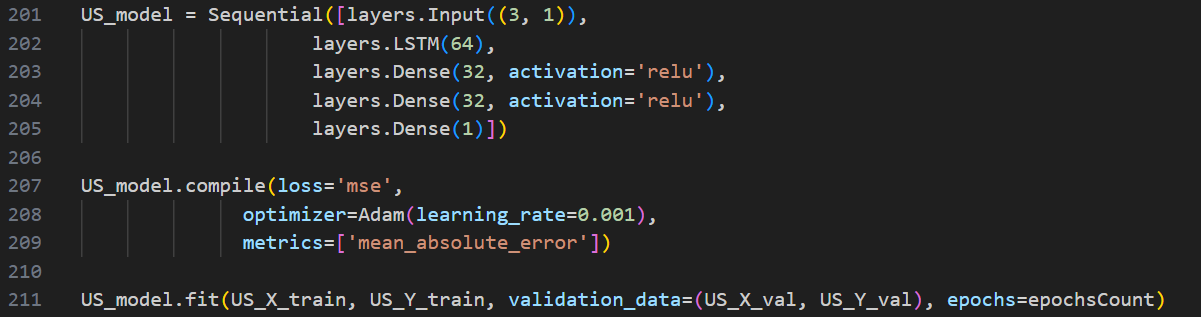 201 US_model = Sequential([layers.Input((3, 1)),
202 layers.LSTM(64),
203 layers.Dense(32, activation='relu'),
204 layers.Dense(32, activation='relu'),
205 layers.Dense(1)])
206
207 US_model.compile(loss='mse',
208 optimizer=Adam(learning_rate=0.001),
209 metrics=['mean_absolute_error'])
210
211 US_model.fit(US_X_train, US_Y_train, validation_data=(US_X_val, US_Y_val), epochs=epochsCount)